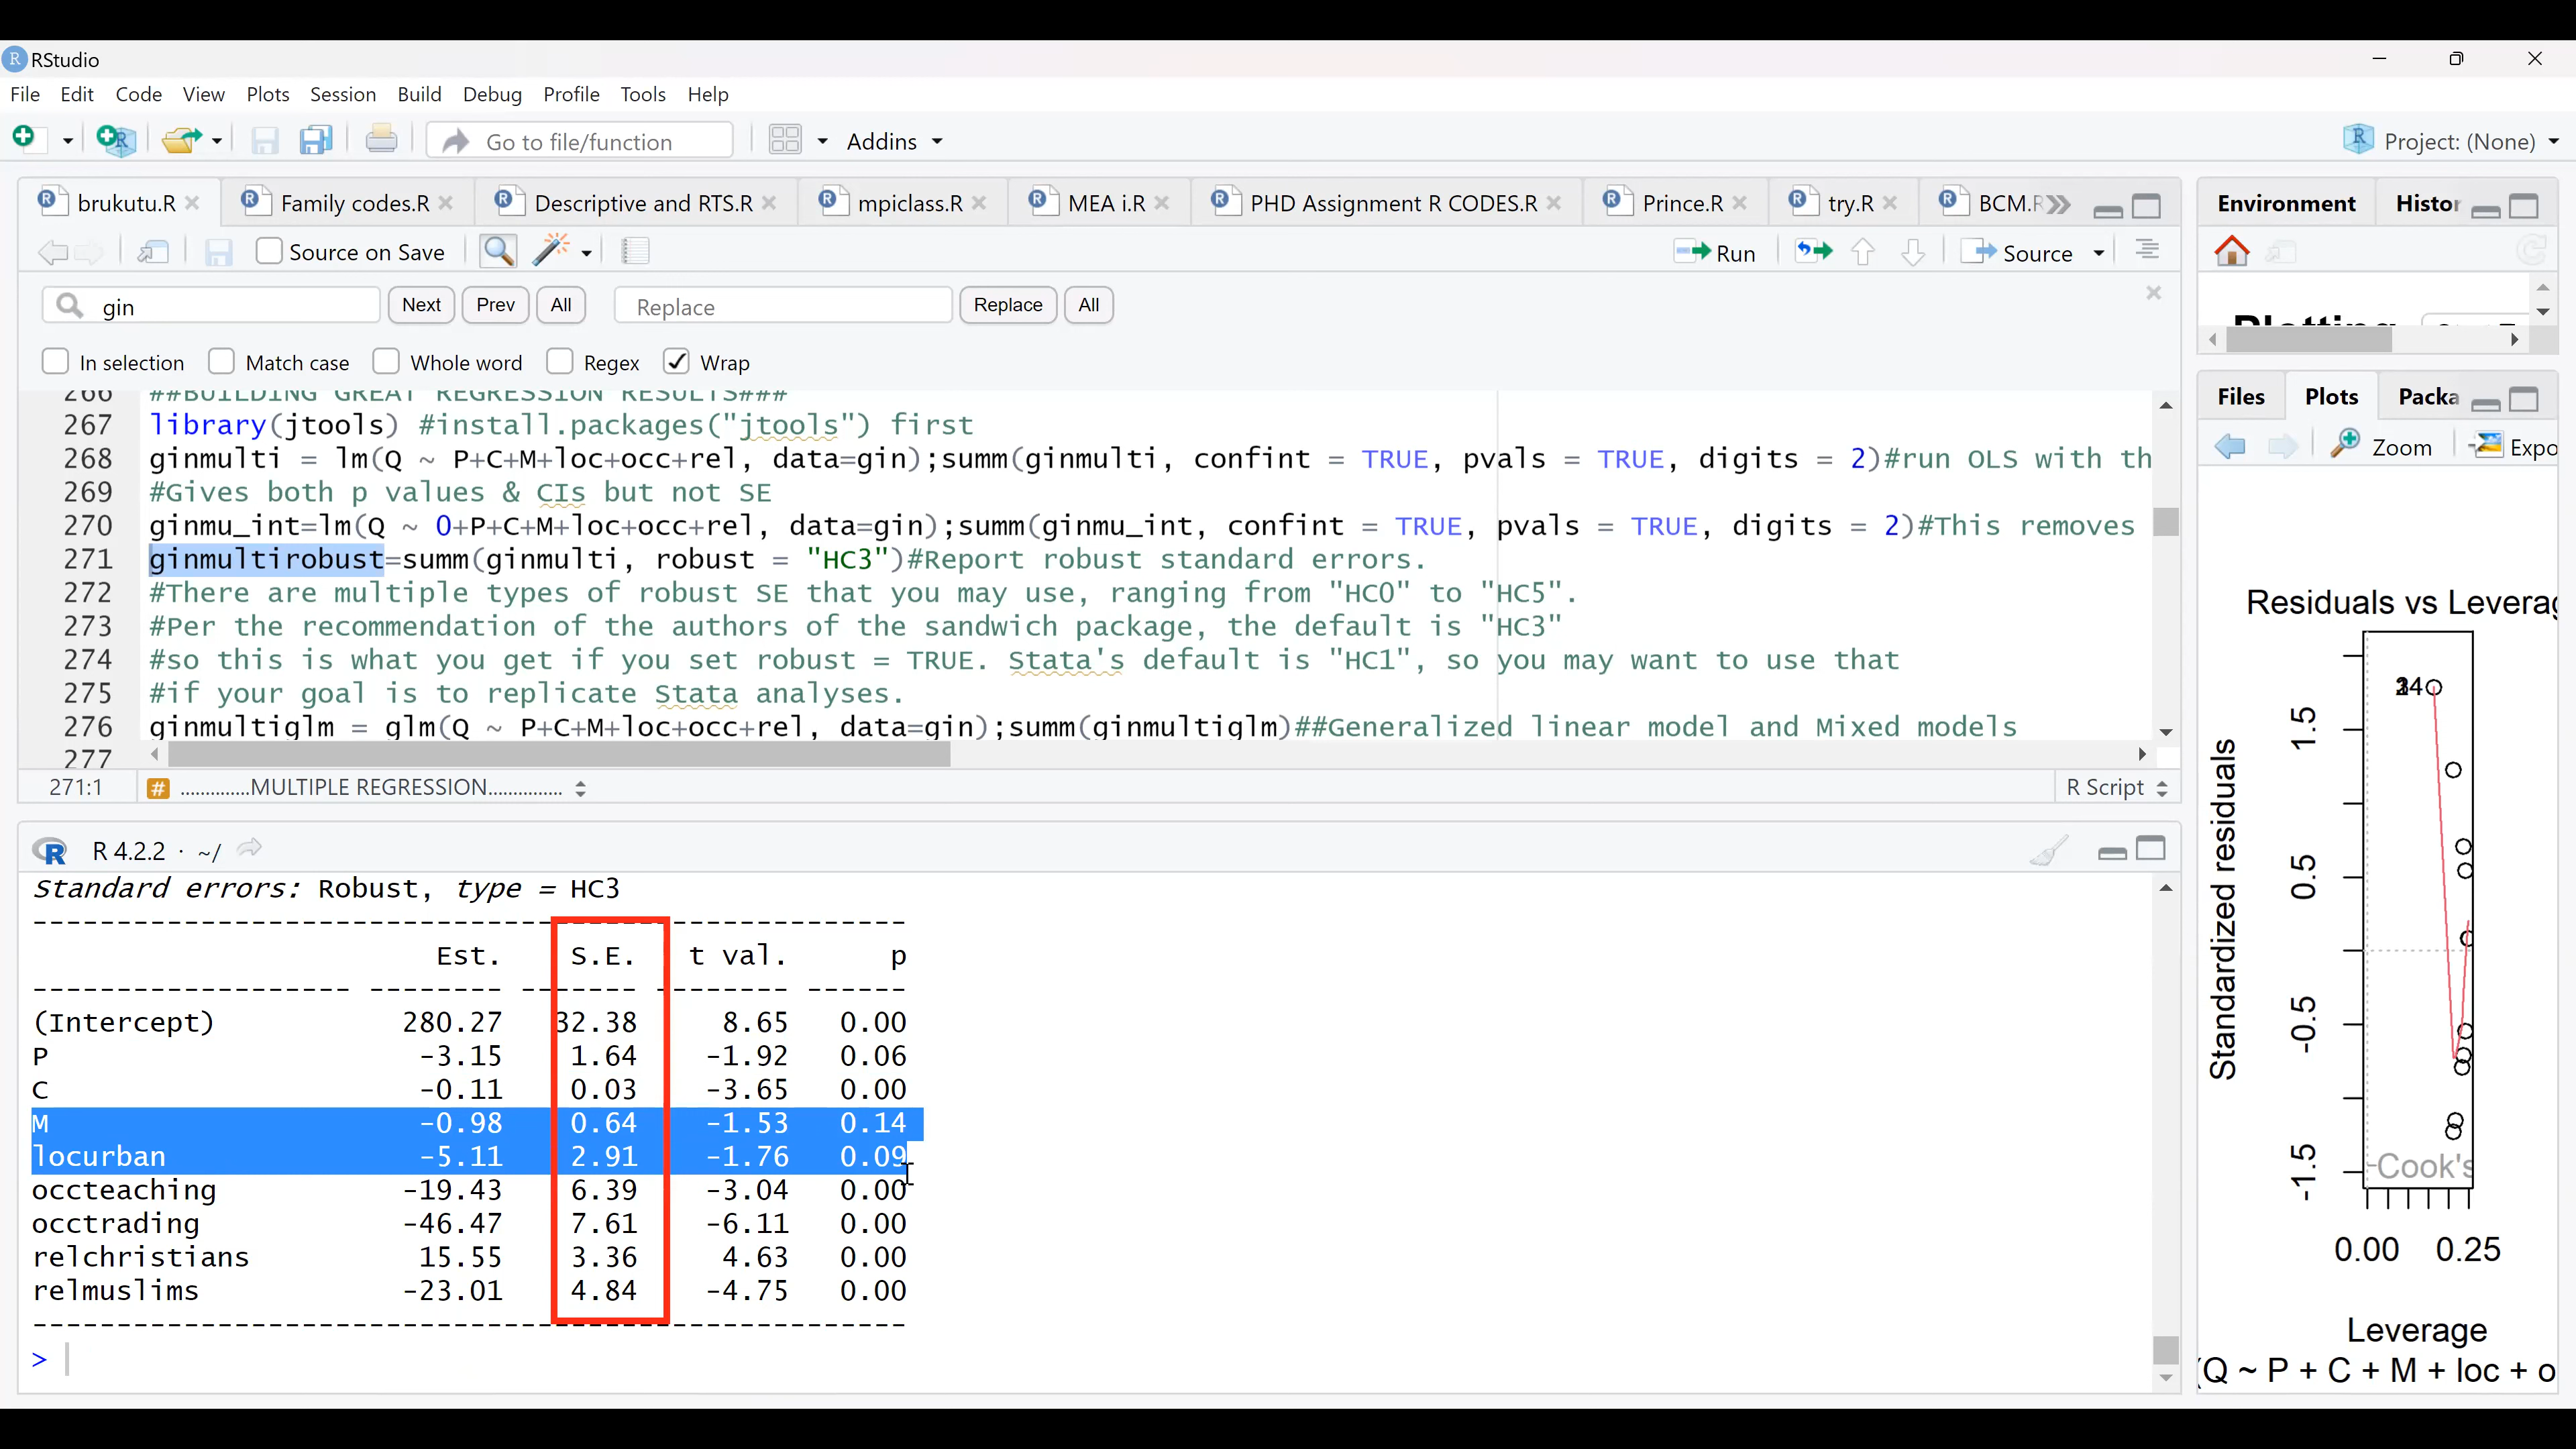 RStudio
File Edit Code View Plots Session Build Debug Profile Tools Help
Go to file/function Addins Project: (None)
brukutu.R Family codes.R Descriptive and RTS.R mpiclass.R MEA i.R PHD Assignment R CODES.R Prince.R try.R BCM.R
Source on Save Run Source
gin Next Prev All Replace Replace All
In selection Match case Whole word Regex Wrap
266 ##BUILDING GREAT REGRESSION RESULTS###
267 library(jtools) #install.packages("jtools") first
268 ginmulti = lm(Q ~ P+C+M+loc+occ+rel, data=gin);summ(ginmulti, confint = TRUE, pvals = TRUE, digits = 2)#run OLS with th
269 #Gives both p values & CIs but not SE
270 ginmu_int=lm(Q ~ 0+P+C+M+loc+occ+rel, data=gin);summ(ginmu_int, confint = TRUE, pvals = TRUE, digits = 2)#This removes
271 ginmultirobust=summ(ginmulti, robust = "HC3")#Report robust standard errors.
272 #There are multiple types of robust SE that you may use, ranging from "HC0" to "HC5".
273 #Per the recommendation of the authors of the sandwich package, the default is "HC3"
274 #so this is what you get if you set robust = TRUE. Stata's default is "HC1", so you may want to use that
275 #if your goal is to replicate Stata analyses.
276 ginmultiglm = glm(Q ~ P+C+M+loc+occ+rel, data=gin);summ(ginmultiglm)##Generalized linear model and Mixed models
277
271:1 # ..............MULTIPLE REGRESSION............... R Script
R 4.2.2 · ~/
Standard errors: Robust, type = HC3
-----------------------------------------------------
Est. S.E. t val. p
------------------- -------- ------- -------- ------
(Intercept) 280.27 32.38 8.65 0.00
P -3.15 1.64 -1.92 0.06
C -0.11 0.03 -3.65 0.00
M -0.98 0.64 -1.53 0.14
locurban -5.11 2.91 -1.76 0.09
occteaching -19.43 6.39 -3.04 0.00
occtrading -46.47 7.61 -6.11 0.00
relchristians 15.55 3.36 4.63 0.00
relmuslims -23.01 4.84 -4.75 0.00
-----------------------------------------------------
>
Environment Histor
Files Plots Packa
Zoom Expo
Residuals vs Leverag
Standardized residuals
1.5
0.5
-0.5
-1.5
Cook's
0.00 0.25
Leverage
(Q ~ P + C + M + loc + o